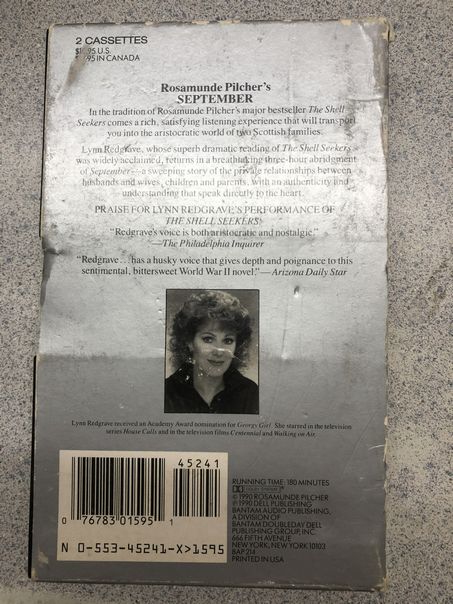 2 CASSETTES
$15.95 U.S.
IN CANADA
Rosamunde Pilcher's
SEPTEMBER
In the tradition of Rosamunde Pilcher's major bestseller The Shell
Seekers comes a rich, satisfying listening experience that will transport
you into the aristocratic world of two Scottish families.
Lynn Redgrave, whose superb dramatic reading of The Shell Seekers
was widely acclaimed, returns in a breathtaking three-hour abridgment
of September—a sweeping story of the private relationships between
husbands and wives, children and parents, with an authenticity and
understanding that speak directly to the heart.
PRAISE FOR LYNN REDGRAVE'S PERFORMANCE OF
THE SHELL SEEKERS:
"Redgrave's voice is both aristocratic and nostalgic."
—The Philadelphia Inquirer
"Redgrave...has a husky voice that gives depth and poignance to this
sentimental, bittersweet World War II novel."—Arizona Daily Star
Lynn Redgrave received an Academy Award nomination for Georgy Girl. She starred in the television
series House Calls and in the television films Centennial and Walking on Air.
45241
0 76783 01595 1
N 0-553-45241-X>1595
RUNNING TIME: 180 MINUTES
DOLBY SYSTEM
© 1990 ROSAMUNDE PILCHER
℗ 1990 DELL PUBLISHING
BANTAM AUDIO PUBLISHING,
A DIVISION OF
BANTAM DOUBLEDAY DELL
PUBLISHING GROUP, INC.
666 FIFTH AVENUE
NEW YORK, NEW YORK 10103
BAP 214
PRINTED IN USA